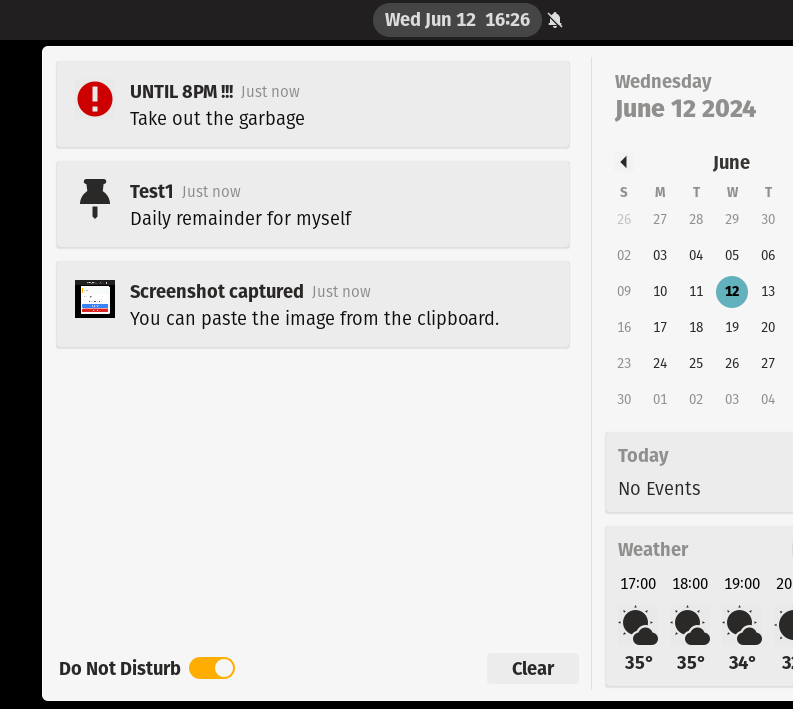 Wed Jun 12 16:26
UNTIL 8PM !!! Just now
Take out the garbage
Test1 Just now
Daily remainder for myself
Screenshot captured Just now
You can paste the image from the clipboard.
Do Not Disturb
Clear
Wednesday
June 12 2024
June
S M T W T
26 27 28 29 30
02 03 04 05 06
09 10 11 12 13
16 17 18 19 20
23 24 25 26 27
30 01 02 03 04
Today
No Events
Weather
17:00 18:00 19:00 20
35° 35° 34°